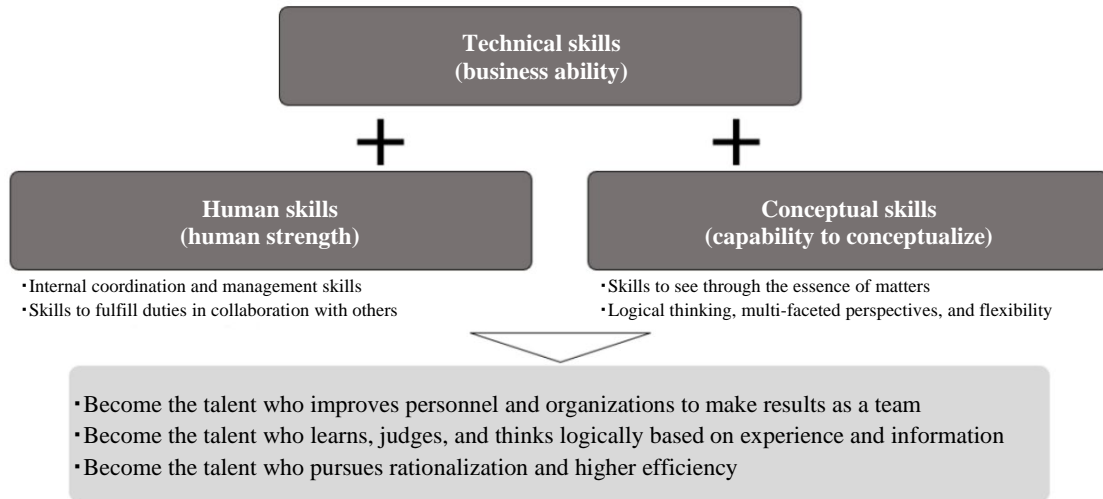 Technical skills
(business ability)
+
+
Human skills
(human strength)
Conceptual skills
(capability to conceptualize)
・Internal coordination and management skills
・Skills to fulfill duties in collaboration with others
・Skills to see through the essence of matters
・Logical thinking, multi-faceted perspectives, and flexibility
・Become the talent who improves personnel and organizations to make results as a team
・Become the talent who learns, judges, and thinks logically based on experience and information
・Become the talent who pursues rationalization and higher efficiency